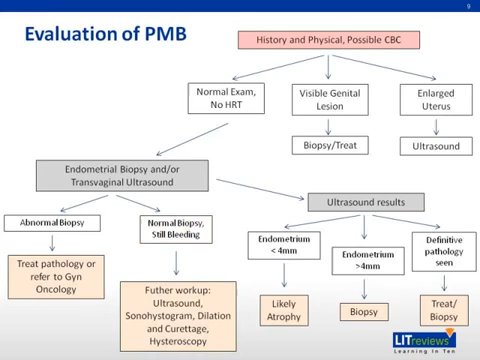 9
Evaluation of PMB
History and Physical, Possible CBC
Normal Exam,
No HRT
Visible Genital
Lesion
Enlarged
Uterus
Biopsy/Treat
Ultrasound
Endometrial Biopsy and/or
Transvaginal Ultrasound
Ultrasound results
Abnormal Biopsy
Normal Biopsy,
Still Bleeding
Endometrium
< 4mm
Endometrium
>4mm
Definitive
pathology
seen
Treat pathology or
refer to Gyn
Oncology
Futher workup:
Ultrasound,
Sonohystogram, Dilation
and Curettage,
Hysteroscopy
Likely
Atrophy
Biopsy
Treat/
Biopsy
LITreviews
Learning In Ten